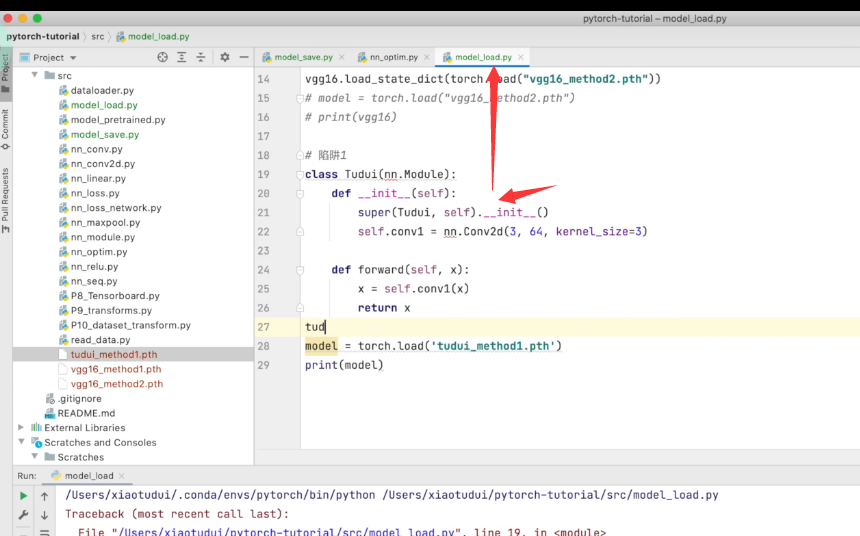 pytorch-tutorial – model_load.py
pytorch-tutorial src model_load.py
Project
model_save.py nn_optim.py model_load.py
Project
Commit
Pull Requests
src
dataloader.py
model_load.py
model_pretrained.py
model_save.py
nn_conv.py
nn_conv2d.py
nn_linear.py
nn_loss.py
nn_loss_network.py
nn_maxpool.py
nn_module.py
nn_optim.py
nn_relu.py
nn_seq.py
P8_Tensorboard.py
P9_transforms.py
P10_dataset_transform.py
read_data.py
tudui_method1.pth
vgg16_method1.pth
vgg16_method2.pth
.gitignore
README.md
External Libraries
Scratches and Consoles
Scratches
14 vgg16.load_state_dict(torch.load("vgg16_method2.pth"))
15 # model = torch.load("vgg16_method2.pth")
16 # print(vgg16)
17
18 # 陷阱1
19 class Tudui(nn.Module):
20 def __init__(self):
21 super(Tudui, self).__init__()
22 self.conv1 = nn.Conv2d(3, 64, kernel_size=3)
23
24 def forward(self, x):
25 x = self.conv1(x)
26 return x
27 tud
28 model = torch.load('tudui_method1.pth')
29 print(model)
Run: model_load
/Users/xiaotudui/.conda/envs/pytorch/bin/python /Users/xiaotudui/pytorch-tutorial/src/model_load.py
Traceback (most recent call last):
File "/Users/xiaotudui/pytorch-tutorial/src/model_load.py", line 19, in <module>